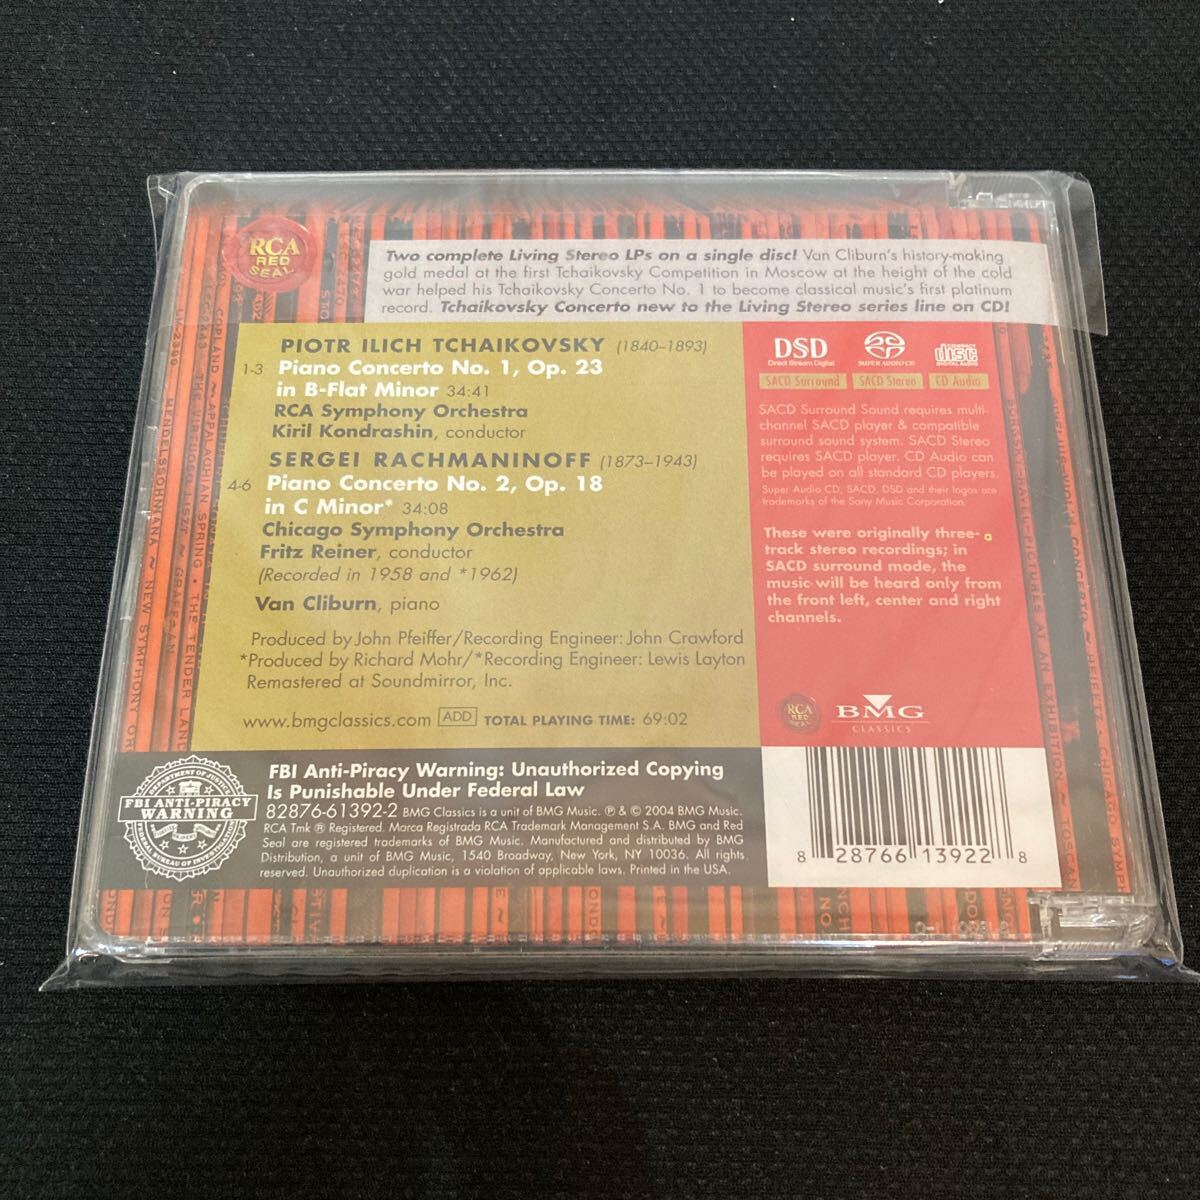 RCA
RED
SEAL
Two complete Living Stereo LPs on a single disc! Van Cliburn's history-making
gold medal at the first Tchaikovsky Competition in Moscow at the height of the cold
war helped his Tchaikovsky Concerto No. 1 to become classical music's first platinum
record. Tchaikovsky Concerto new to the Living Stereo series line on CD!
PIOTR ILICH TCHAIKOVSKY (1840–1893)
1-3 Piano Concerto No. 1, Op. 23
in B-Flat Minor 34:41
RCA Symphony Orchestra
Kiril Kondrashin, conductor
SERGEI RACHMANINOFF (1873–1943)
4-6 Piano Concerto No. 2, Op. 18
in C Minor* 34:08
Chicago Symphony Orchestra
Fritz Reiner, conductor
(Recorded in 1958 and *1962)
Van Cliburn, piano
Produced by John Pfeiffer/Recording Engineer: John Crawford
*Produced by Richard Mohr/*Recording Engineer: Lewis Layton
Remastered at Soundmirror, Inc.
www.bmgclassics.com ADD TOTAL PLAYING TIME: 69:02
DSD
Direct Stream Digital
SUPER AUDIO CD
COMPACT
disc
DIGITAL AUDIO
SACD Surround
SACD Stereo
CD Audio
SACD Surround Sound requires multi-
channel SACD player & compatible
surround sound system. SACD Stereo
requires SACD player. CD Audio can
be played on all standard CD players.
Super Audio CD, SACD, DSD and their logos are
trademarks of the Sony Music Corporation.
These were originally three-
track stereo recordings; in
SACD surround mode, the
music will be heard only from
the front left, center and right
channels.
RCA
RED
SEAL
BMG
CLASSICS
DEPARTMENT OF JUSTICE
FBI ANTI-PIRACY
WARNING
FEDERAL BUREAU OF INVESTIGATION
FBI Anti-Piracy Warning: Unauthorized Copying
Is Punishable Under Federal Law
82876-61392-2 BMG Classics is a unit of BMG Music. ℗ & © 2004 BMG Music.
RCA Tmk ® Registered. Marca Registrada RCA Trademark Management S.A. BMG and Red
Seal are registered trademarks of BMG Music. Manufactured and distributed by BMG
Distribution, a unit of BMG Music, 1540 Broadway, New York, NY 10036. All rights
reserved. Unauthorized duplication is a violation of applicable laws. Printed in the USA.
8 28766 13922 8
COPLAND ~ APPALACHIAN SPRING • THE TENDER LAND
MENDELSSOHNIANA ~ NEW SYMPHONY OR